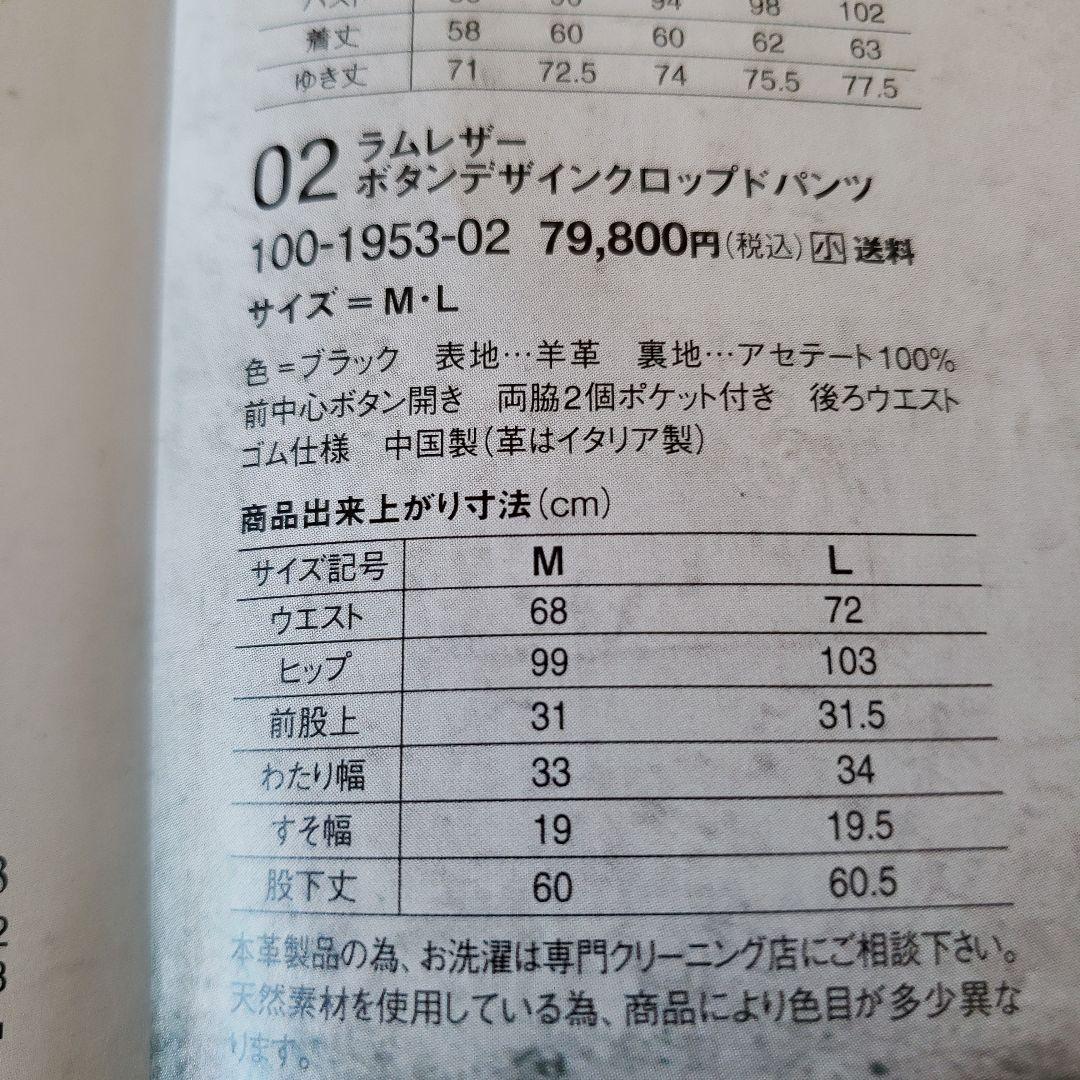 バスト 90 94 98 102
着丈 58 60 60 62 63
ゆき丈 71 72.5 74 75.5 77.5
02 ラムレザー
ボタンデザインクロップドパンツ
100-1953-02 79,800円(税込) 小 送料
サイズ=M・L
色=ブラック 表地…羊革 裏地…アセテート100%
前中心ボタン開き 両脇2個ポケット付き 後ろウエスト
ゴム仕様 中国製(革はイタリア製)
商品出来上がり寸法(cm)
サイズ記号 M L
ウエスト 68 72
ヒップ 99 103
前股上 31 31.5
わたり幅 33 34
すそ幅 19 19.5
股下丈 60 60.5
本革製品の為、お洗濯は専門クリーニング店にご相談下さい。
天然素材を使用している為、商品により色目が多少異な
ります。